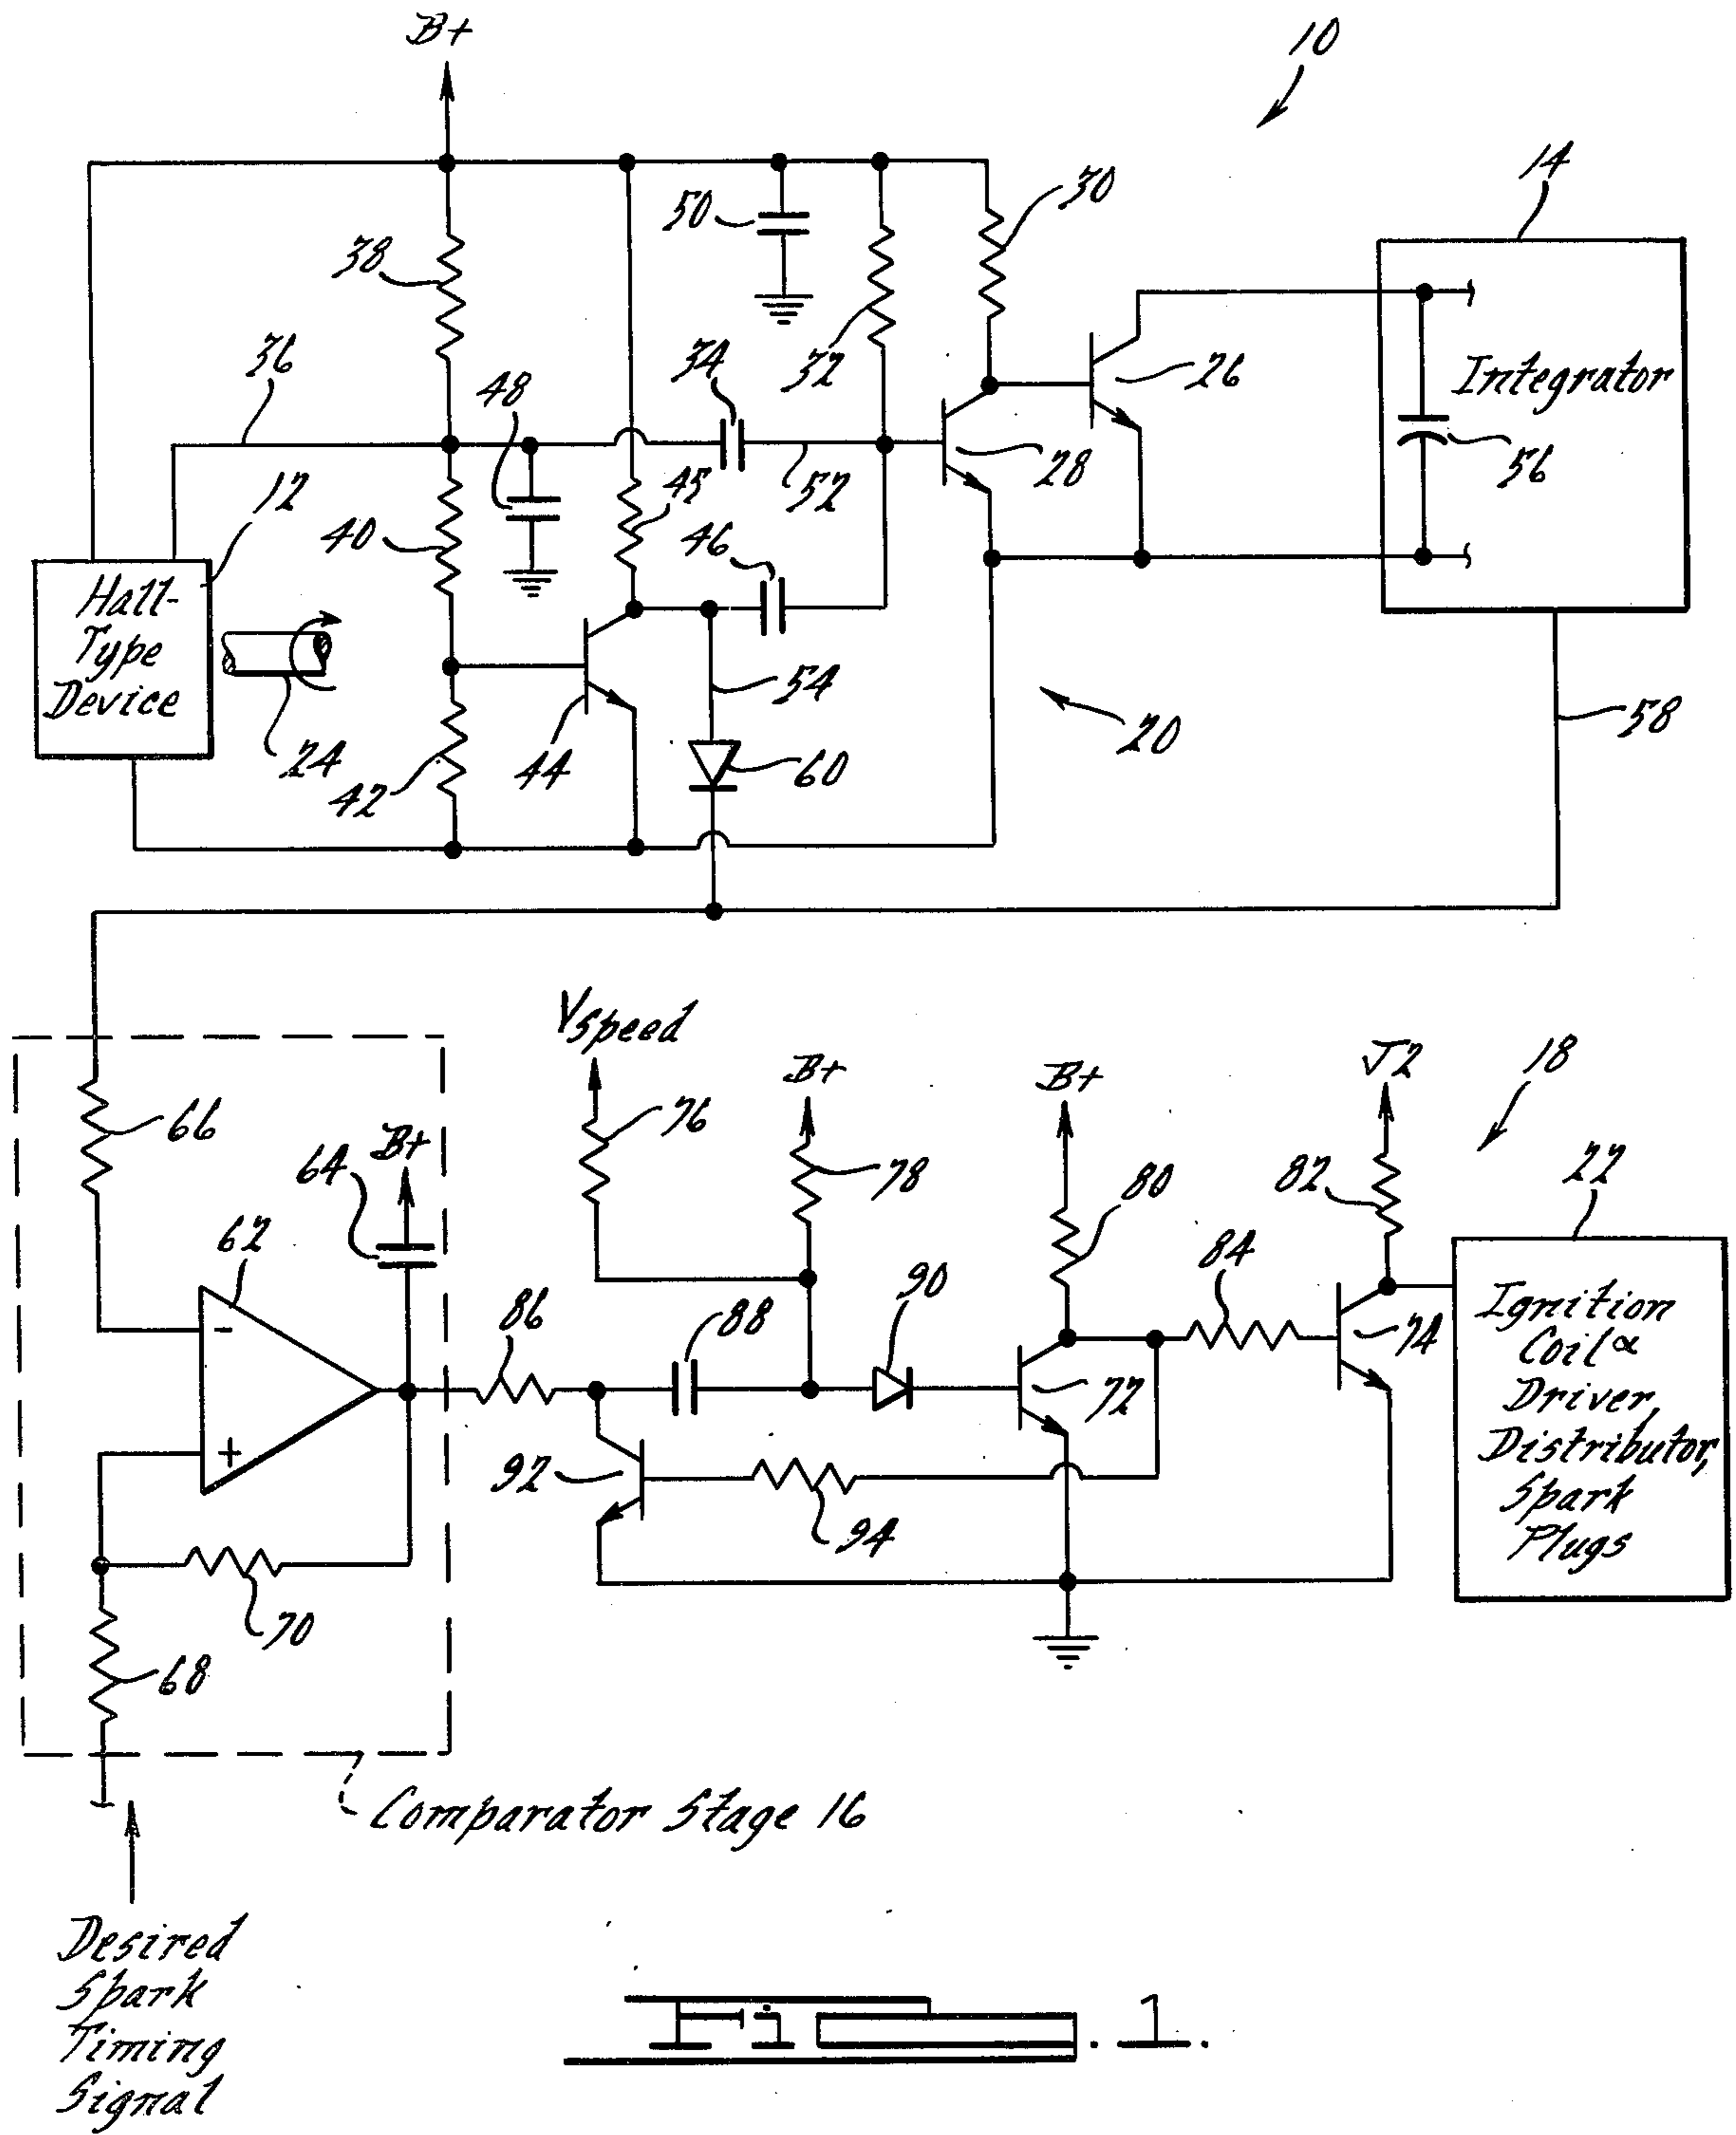 B+
10
14
50
30
38
32
34
36
48
26
Integrator
28
56
12
45
52
40
46
Hall-
Type
Device
54
58
20
24
44
60
42
Vspeed
B+
B+
J2
18
66
76
B+
64
78
80
82
22
62
84
90
86
88
Ignition
Coil ∝
Driver,
Distributor,
Spark
Plugs
-
74
72
+
92
94
70
68
Comparator Stage 16
Desired
Spark
Timing
Signal
Fig. 1.